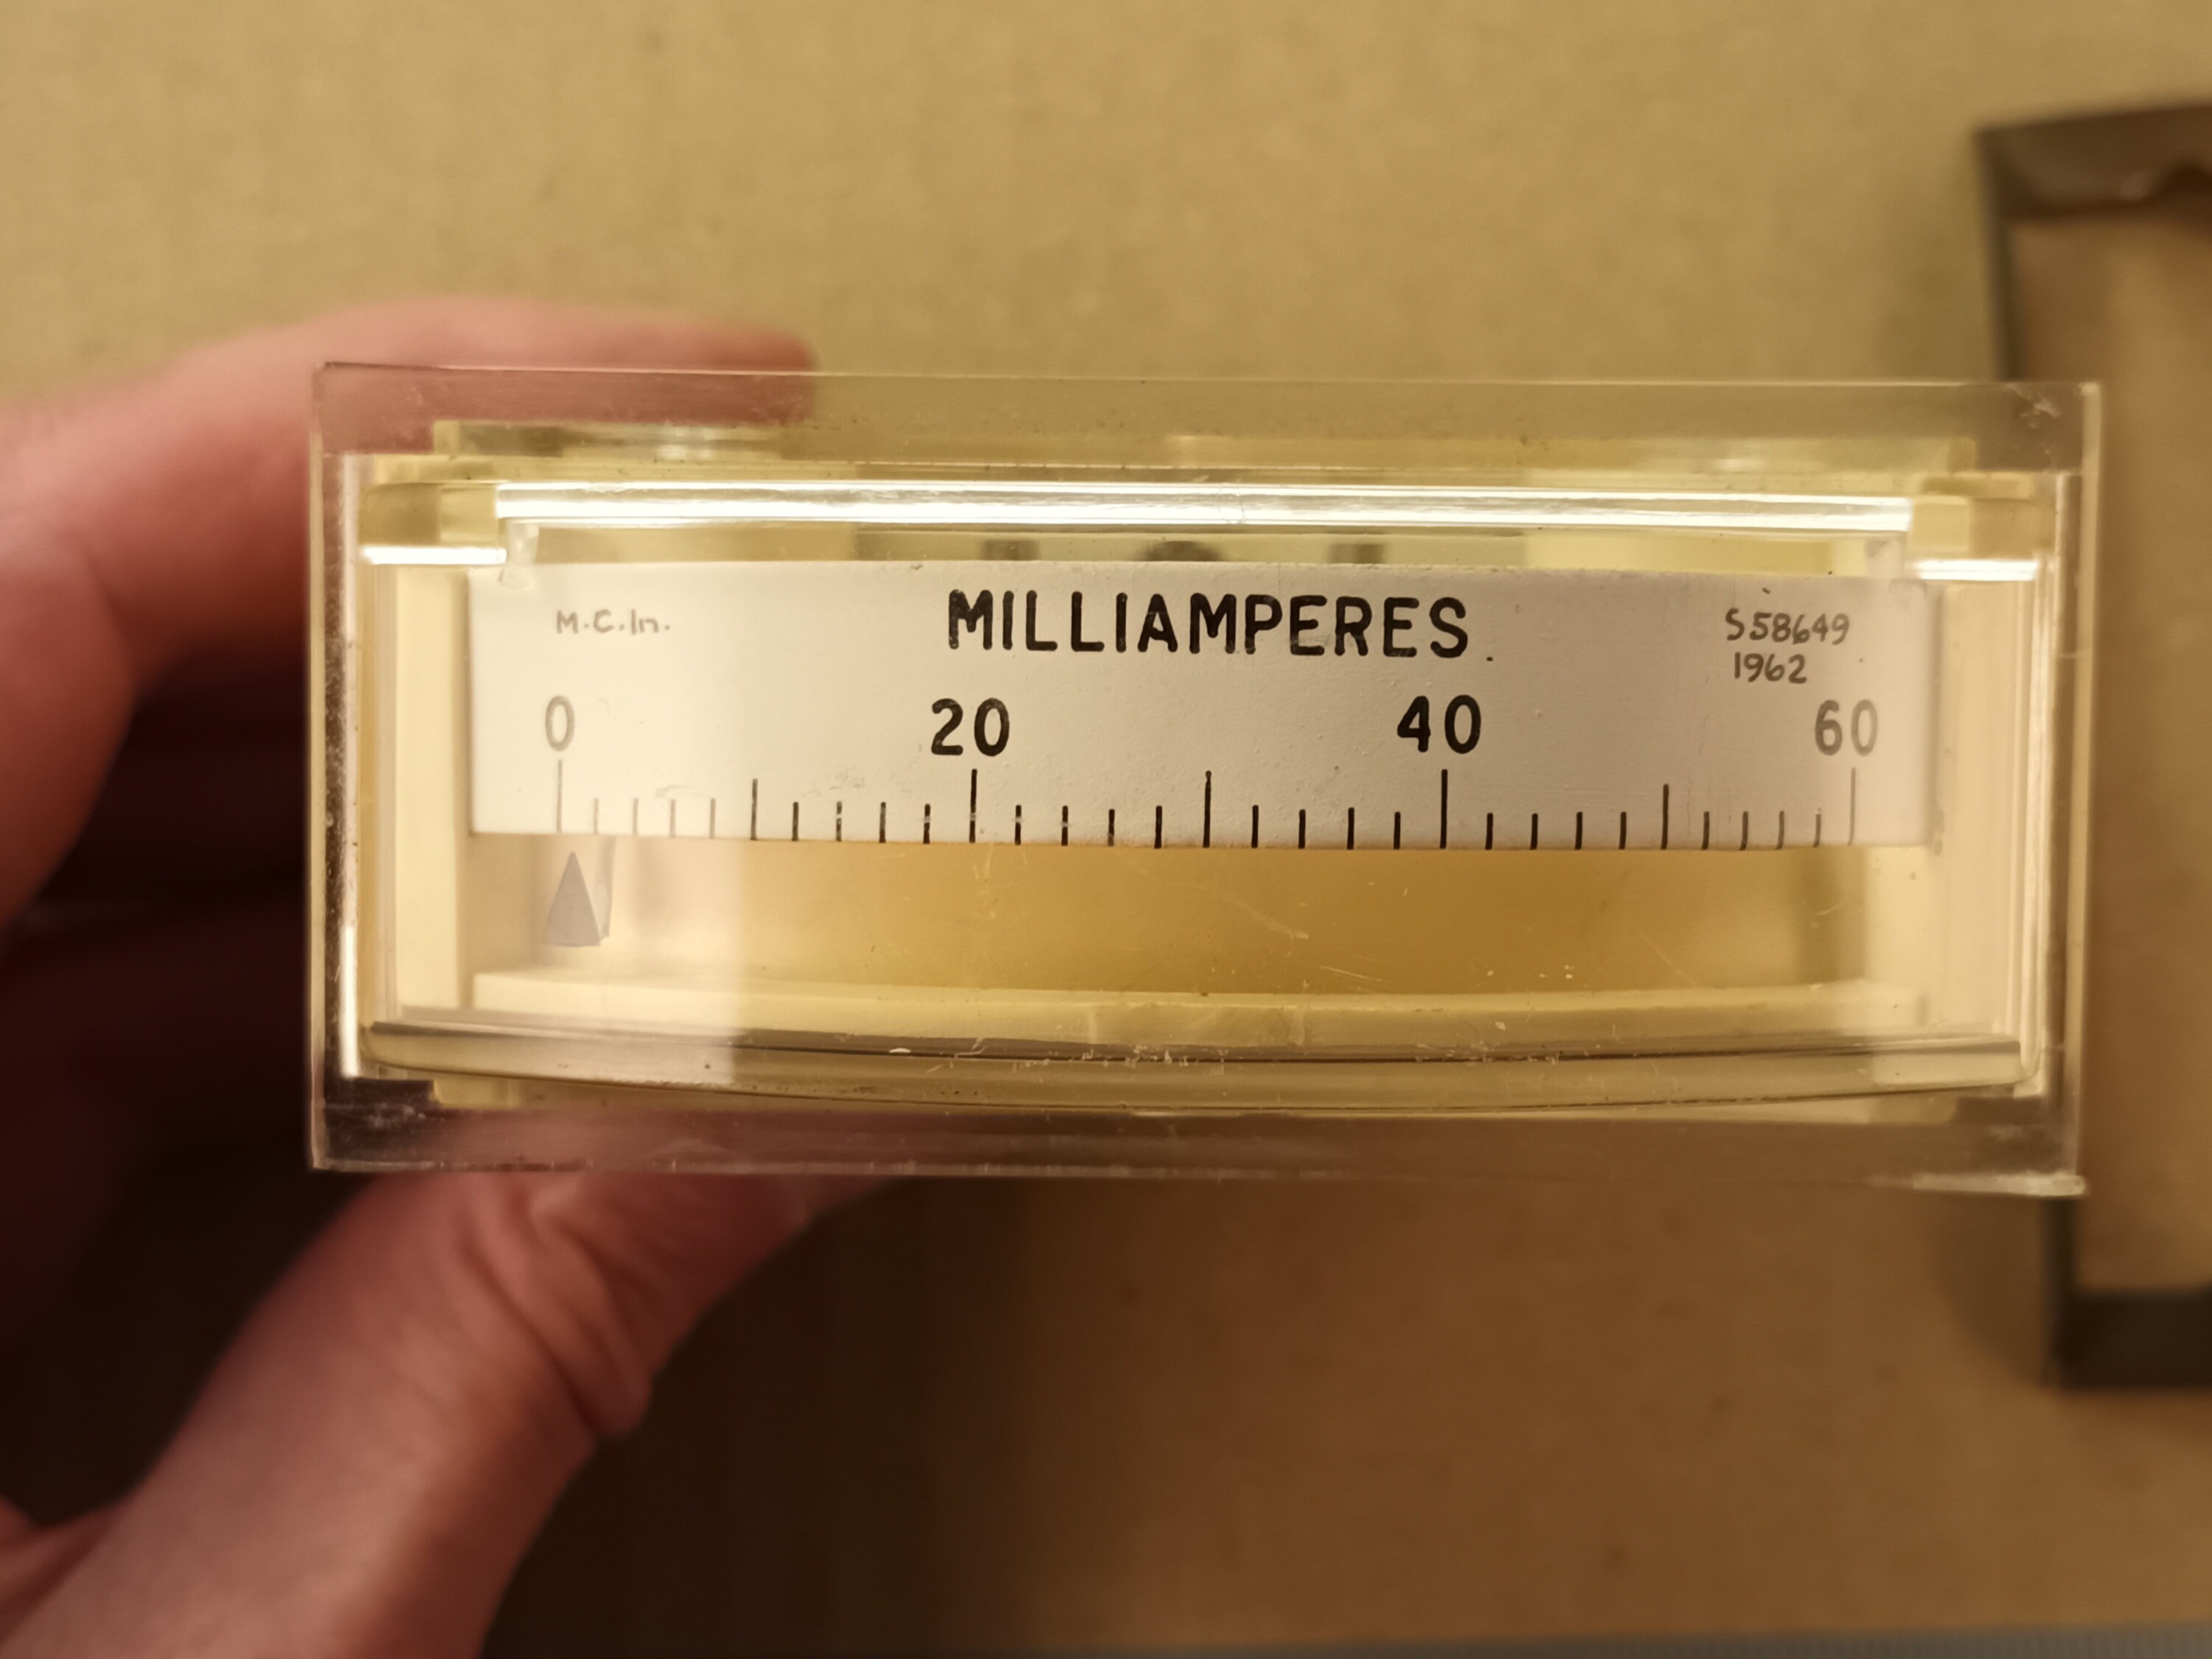 MILLIAMPERES.
M.C.In.
S58649
1962
0 20 40 60